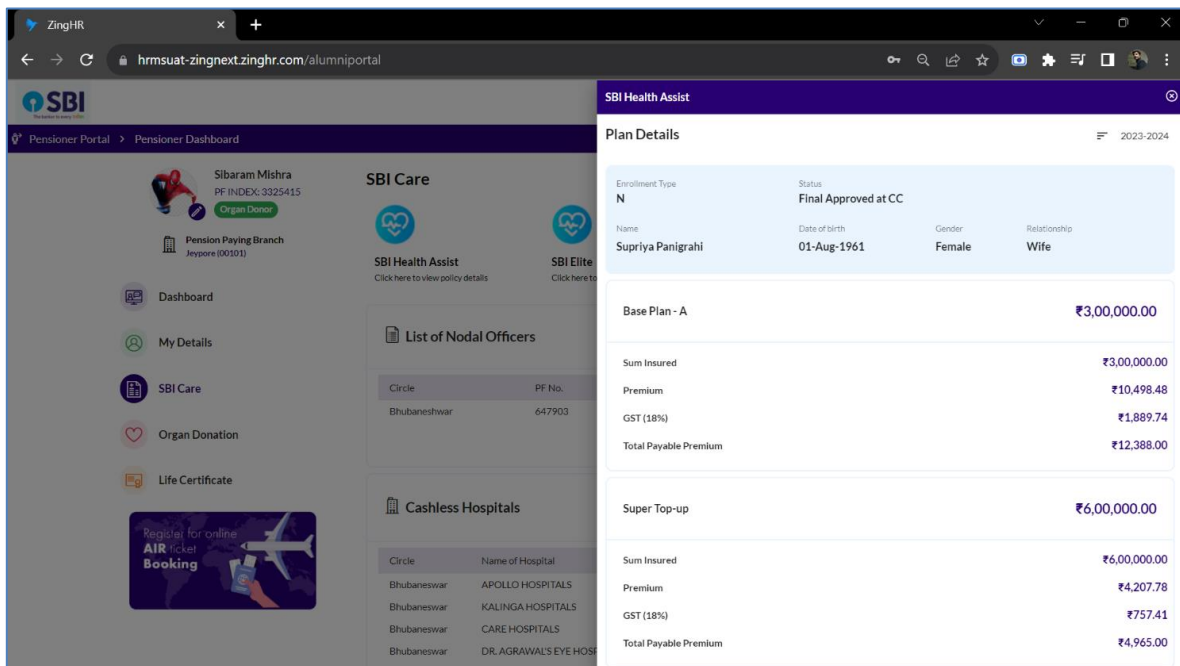 ZingHR
hrmsuat-zingnext.zinghr.com/alumniportal
SBI
SBI Health Assist
Pensioner Portal > Pensioner Dashboard
Plan Details
2023-2024
Sibaram Mishra
PF INDEX: 3325415
Organ Donor
Pension Paying Branch
Jeypore (00101)
Dashboard
My Details
SBI Care
Organ Donation
Life Certificate
Register for online
AIR ticket
Booking
SBI Care
SBI Health Assist
Click here to view policy details
SBI Elite
Click here to
List of Nodal Officers
Circle PF No.
Bhubaneshwar 647903
Cashless Hospitals
Circle Name of Hospital
Bhubaneswar APOLLO HOSPITALS
Bhubaneswar KALINGA HOSPITALS
Bhubaneswar CARE HOSPITALS
Bhubaneswar DR. AGRAWAL'S EYE HOSP
Enrollment Type Status
N Final Approved at CC
Name Date of birth Gender Relationship
Supriya Panigrahi 01-Aug-1961 Female Wife
Base Plan - A ₹3,00,000.00
Sum Insured ₹3,00,000.00
Premium ₹10,498.48
GST (18%) ₹1,889.74
Total Payable Premium ₹12,388.00
Super Top-up ₹6,00,000.00
Sum Insured ₹6,00,000.00
Premium ₹4,207.78
GST (18%) ₹757.41
Total Payable Premium ₹4,965.00